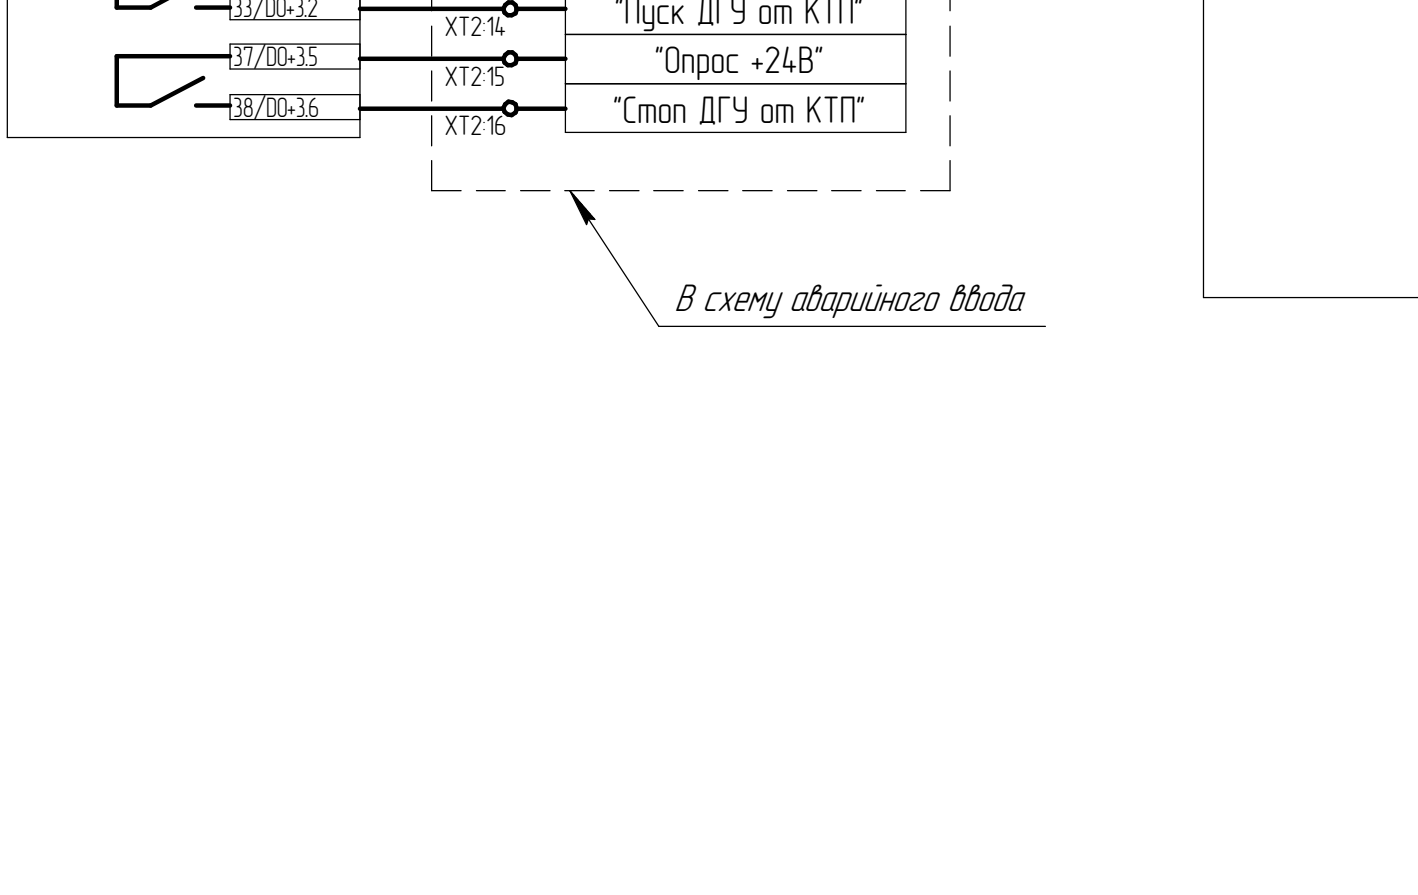 33/DO+3.2
XT2:14
"Пуск ДГУ от КТП"
37/DO+3.5
XT2:15
"Опрос +24В"
38/DO+3.6
XT2:16
"Стоп ДГУ от КТП"
В схему аварийного ввода